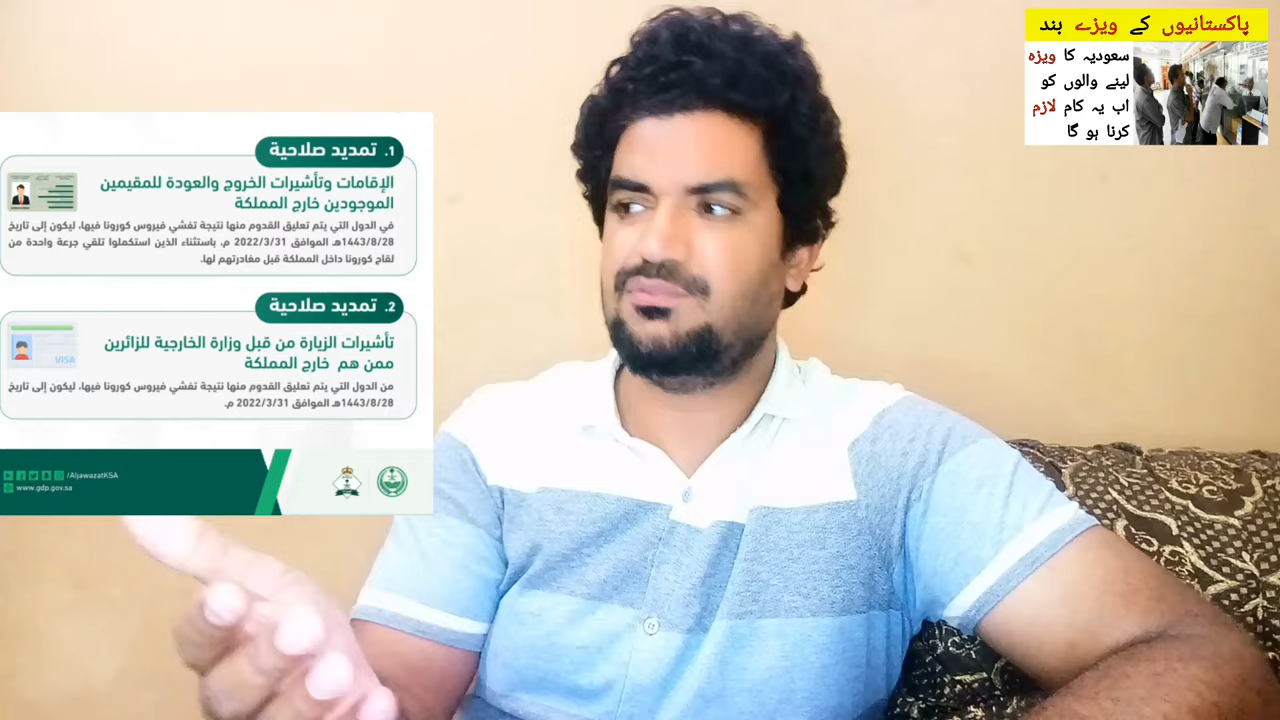 پاکستانیوں کے ویزے بند
سعودیہ کا ویزہ
لینے والوں کو
اب یہ کام لازم
کرنا ہو گا
1. تمديد صلاحية
الإقامات وتأشيرات الخروج والعودة للمقيمين
الموجودين خارج المملكة
في الدول التي يتم تعليق القدوم منها نتيجة تفشي فيروس كورونا فيها، ليكون إلى تاريخ
1443/8/28هـ الموافق 2022/3/31 م، باستثناء الذين استكملوا تلقي جرعة واحدة من
لقاح كورونا داخل المملكة قبل مغادرتهم لها.
2. تمديد صلاحية
تأشيرات الزيارة من قبل وزارة الخارجية للزائرين
ممن هم خارج المملكة
VISA
من الدول التي يتم تعليق القدوم منها نتيجة تفشي فيروس كورونا فيها، ليكون إلى تاريخ
1443/8/28هـ الموافق 2022/3/31 م.
/AljawazatKSA
www.gdp.gov.sa